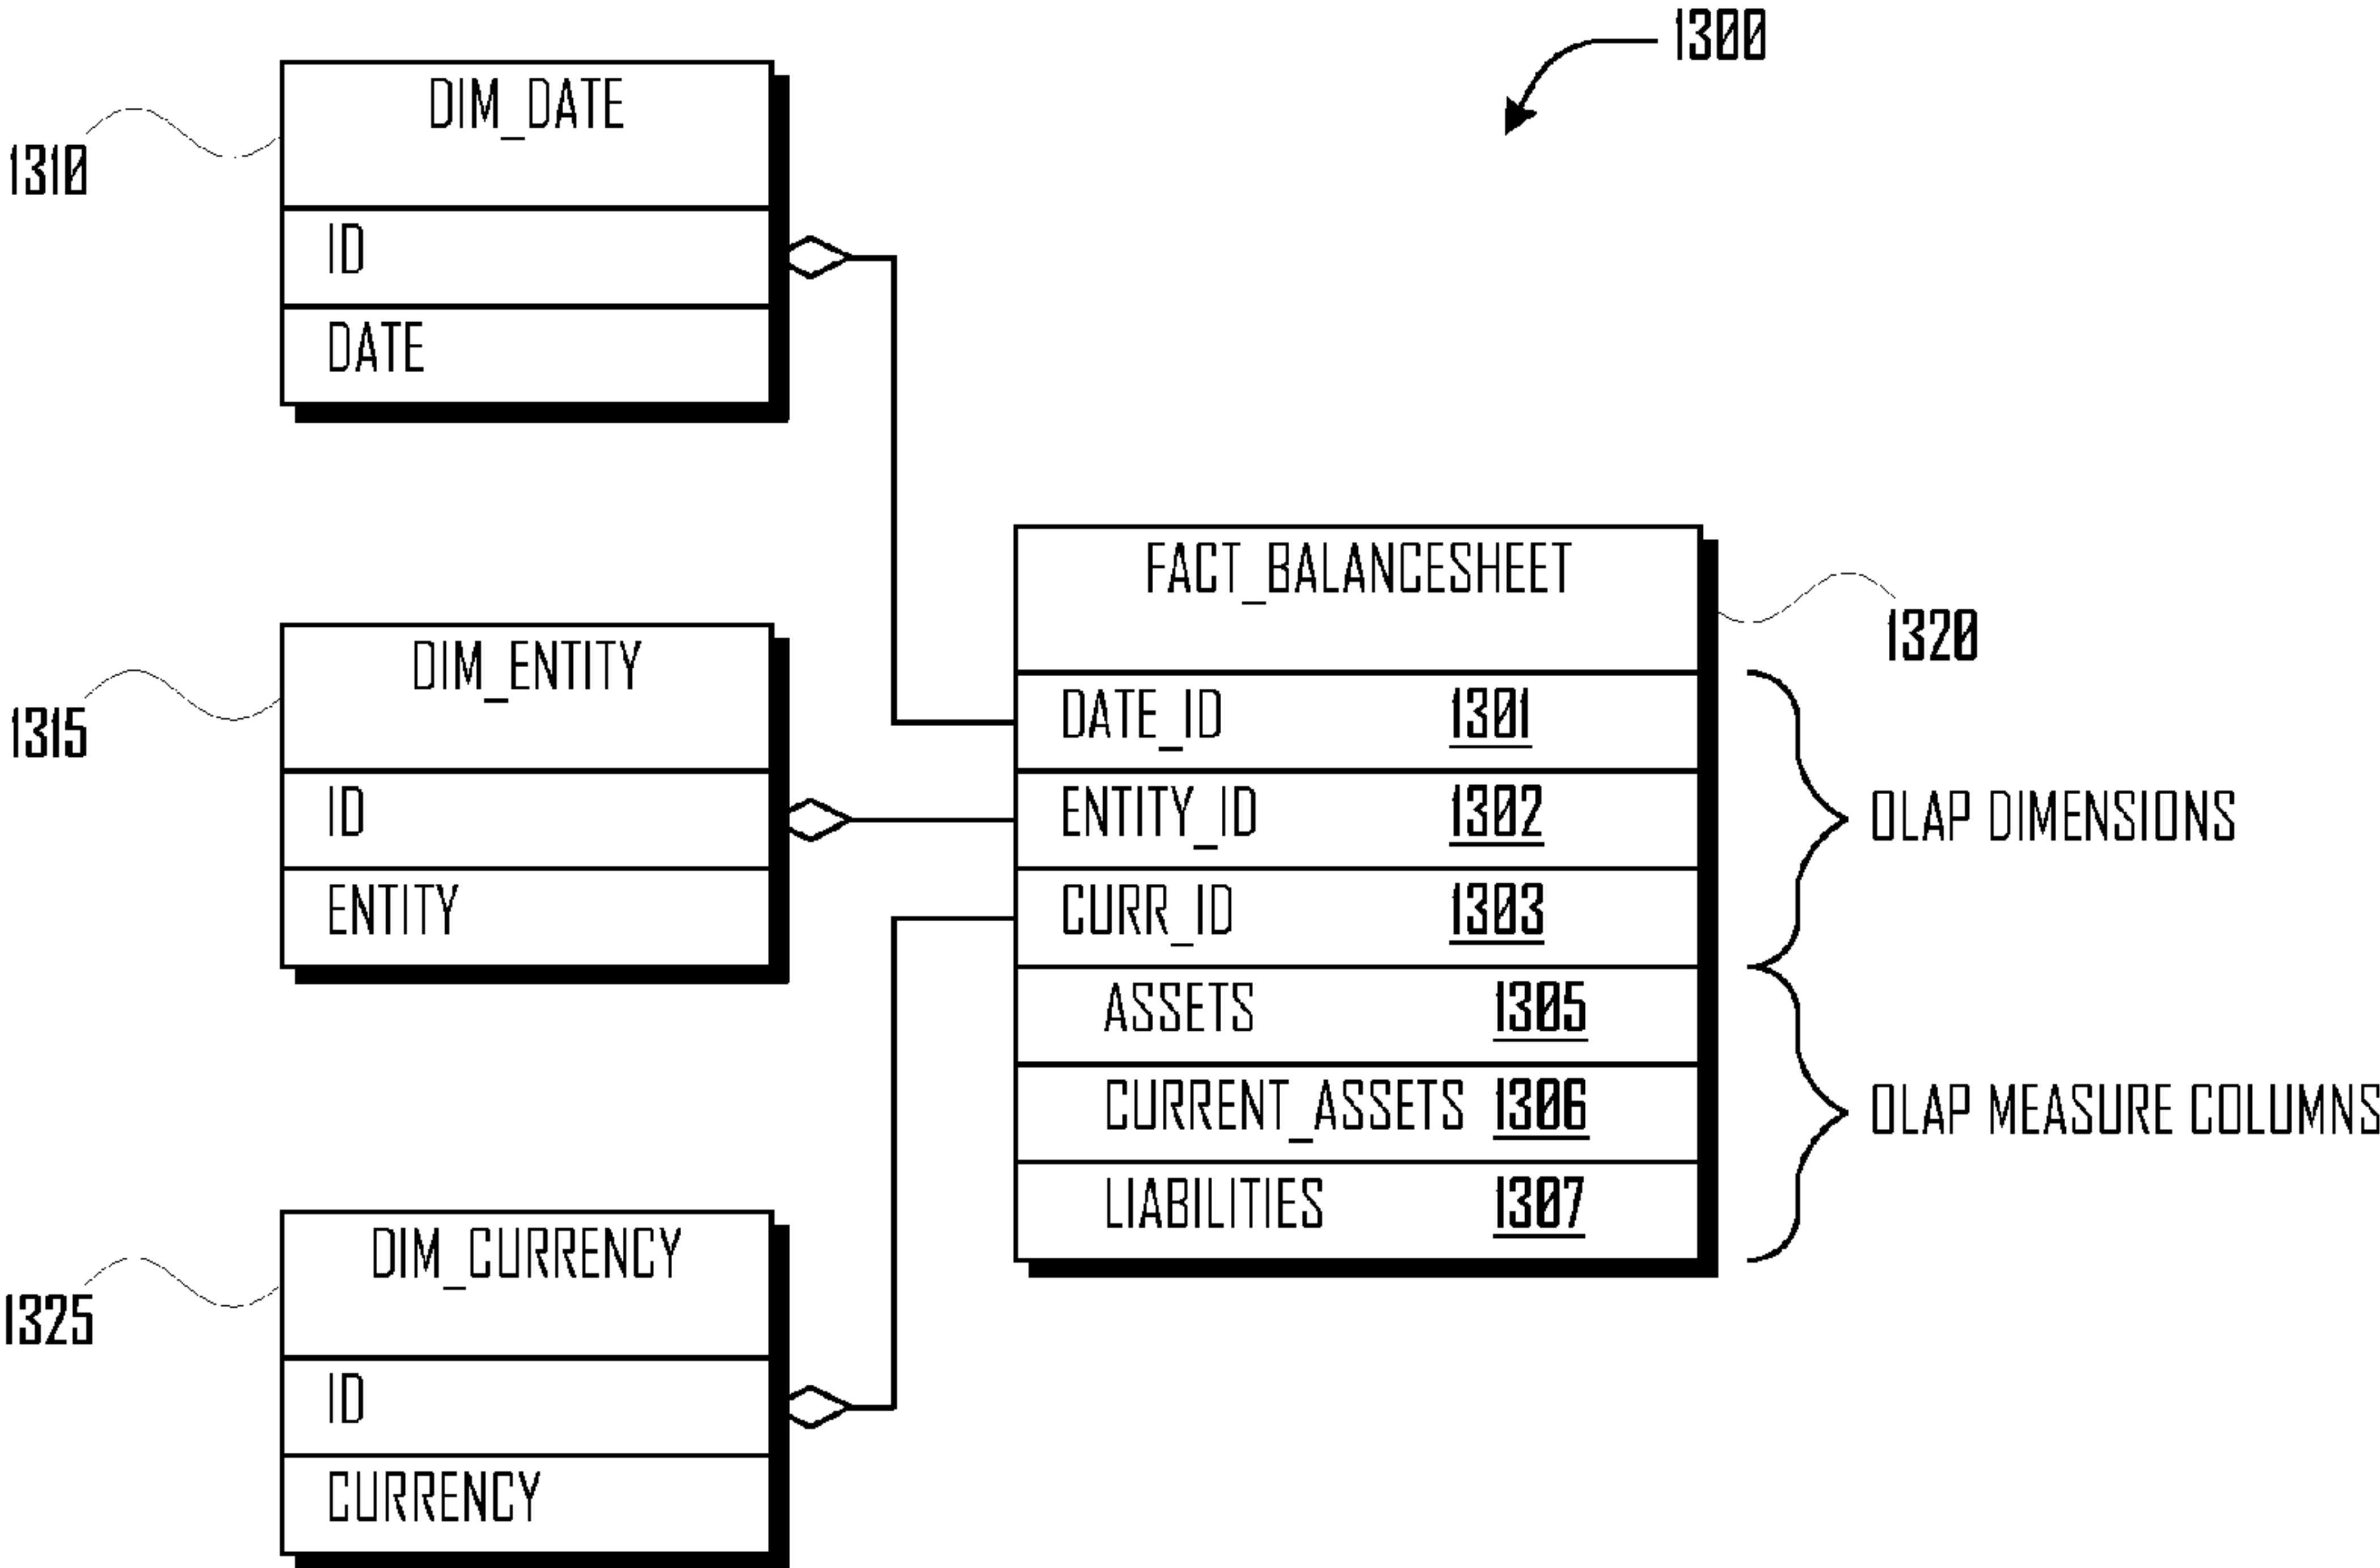 1300
DIM_DATE
1310
ID
DATE
DIM_ENTITY
1315
ID
ENTITY
DIM_CURRENCY
1325
ID
CURRENCY
FACT_BALANCESHEET
1320
DATE_ID 1301
ENTITY_ID 1302
CURR_ID 1303
OLAP DIMENSIONS
ASSETS 1305
CURRENT_ASSETS 1306
LIABILITIES 1307
OLAP MEASURE COLUMNS